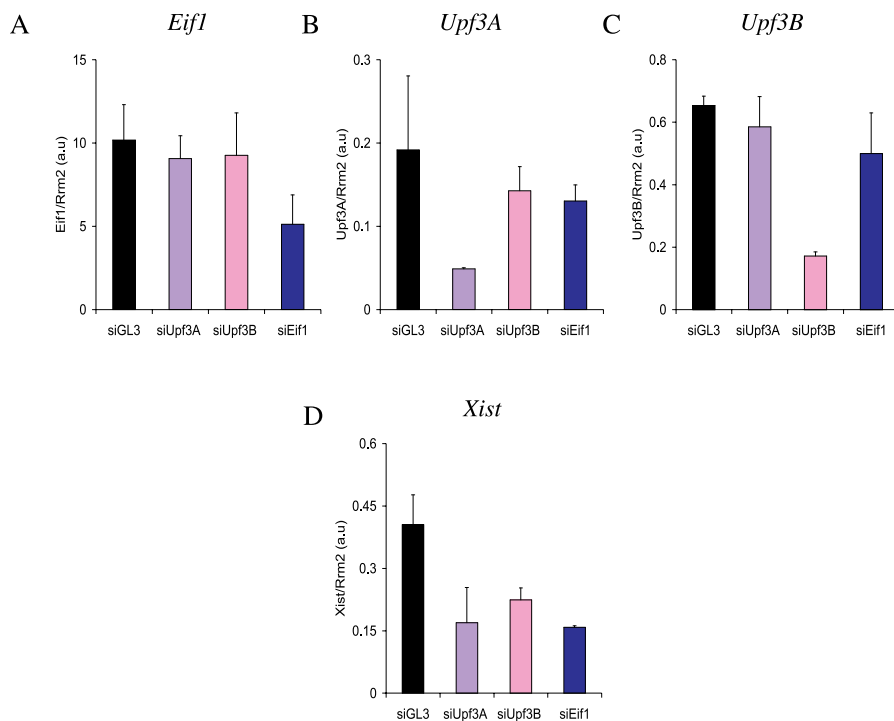 A
Eif1
15
10
5
0
Eif1/Rrm2 (a.u)
siGL3 siUpf3A siUpf3B siEif1
B
Upf3A
0.3
0.2
0.1
0
Upf3A/Rrm2 (a.u)
siGL3 siUpf3A siUpf3B siEif1
C
Upf3B
0.8
0.6
0.4
0.2
0
Upf3B/Rrm2 (a.u)
siGL3 siUpf3A siUpf3B siEif1
D
Xist
0.6
0.45
0.3
0.15
0
Xist/Rrm2 (a.u)
siGL3 siUpf3A siUpf3B siEif1